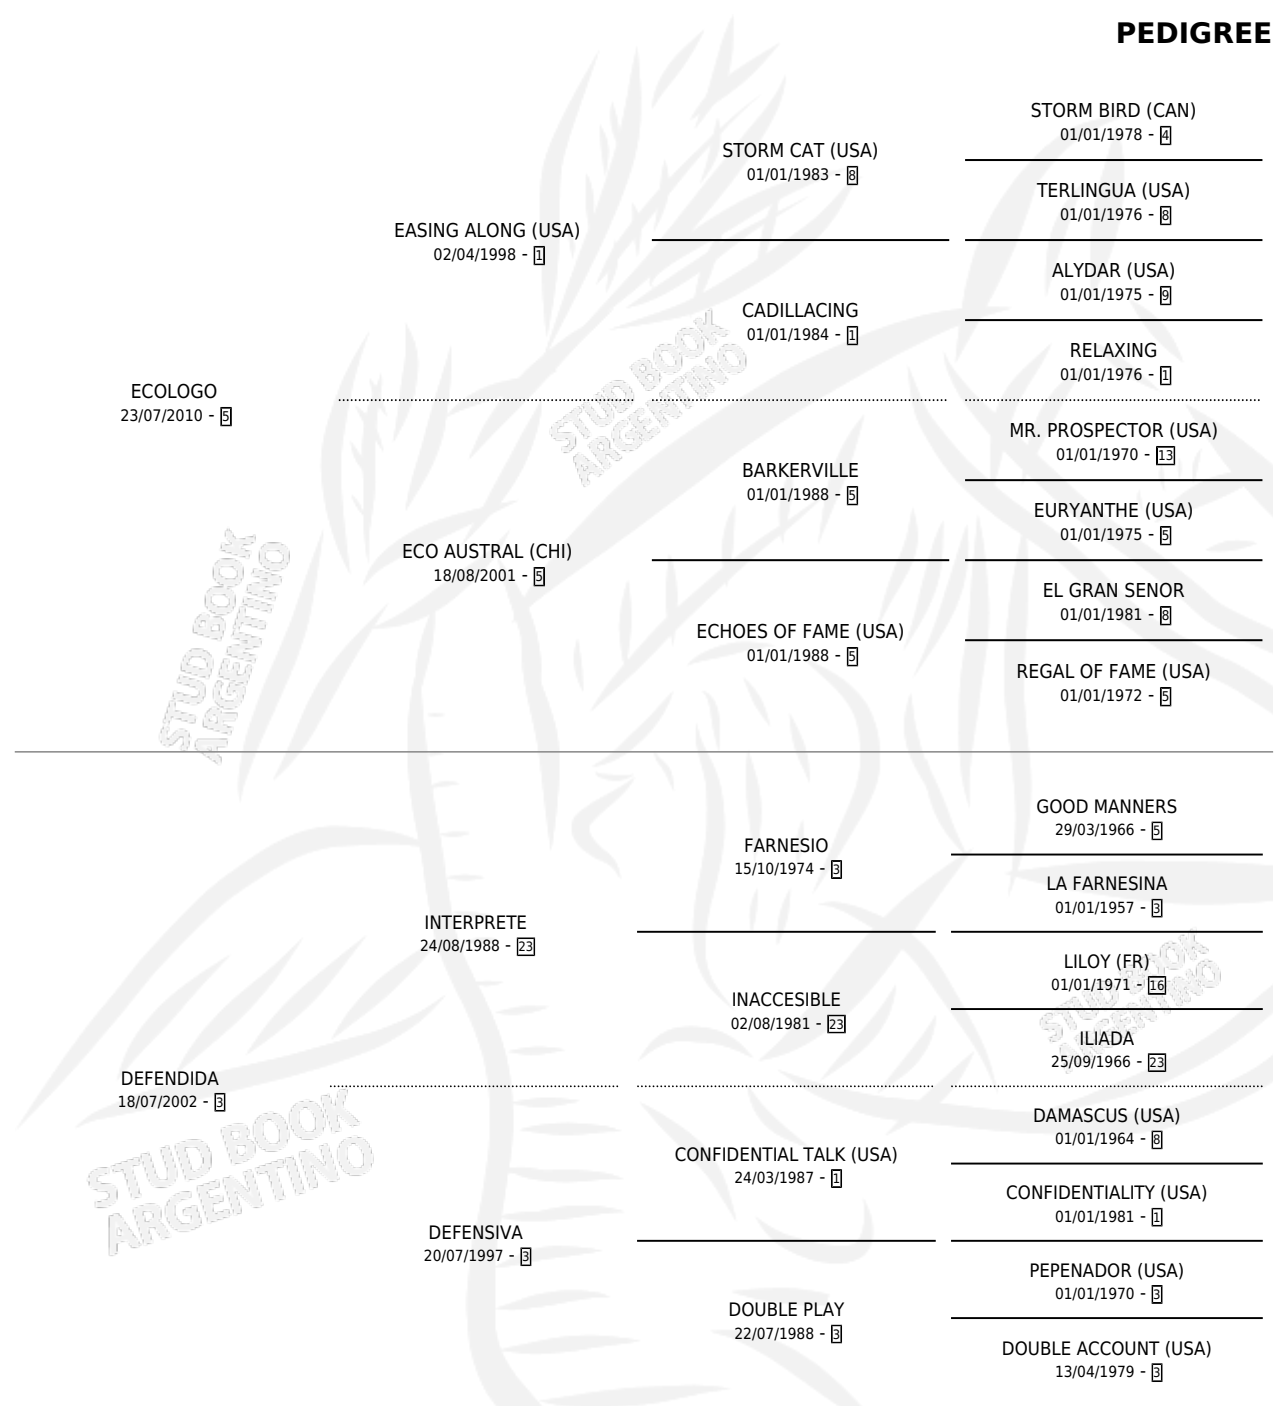 PEDIGREE
STORM BIRD (CAN)
01/01/1978 - 4
STORM CAT (USA)
01/01/1983 - 8
TERLINGUA (USA)
01/01/1976 - 8
EASING ALONG (USA)
02/04/1998 - 1
ALYDAR (USA)
01/01/1975 - 9
CADILLACING
01/01/1984 - 1
RELAXING
01/01/1976 - 1
ECOLOGO
23/07/2010 - 5
MR. PROSPECTOR (USA)
01/01/1970 - 13
BARKERVILLE
01/01/1988 - 5
EURYANTHE (USA)
01/01/1975 - 5
ECO AUSTRAL (CHI)
18/08/2001 - 5
EL GRAN SENOR
01/01/1981 - 8
ECHOES OF FAME (USA)
01/01/1988 - 5
REGAL OF FAME (USA)
01/01/1972 - 5
GOOD MANNERS
29/03/1966 - 5
FARNESIO
15/10/1974 - 3
LA FARNESINA
01/01/1957 - 3
INTERPRETE
24/08/1988 - 23
LILOY (FR)
01/01/1971 - 16
INACCESIBLE
02/08/1981 - 23
ILIADA
25/09/1966 - 23
DEFENDIDA
18/07/2002 - 3
DAMASCUS (USA)
01/01/1964 - 8
CONFIDENTIAL TALK (USA)
24/03/1987 - 1
CONFIDENTIALITY (USA)
01/01/1981 - 1
DEFENSIVA
20/07/1997 - 3
PEPENADOR (USA)
01/01/1970 - 3
DOUBLE PLAY
22/07/1988 - 3
DOUBLE ACCOUNT (USA)
13/04/1979 - 3
STUD BOOK
ARGENTINO
STUD BOOK
ARGENTINO
STUD BOOK
ARGENTINO
STUD BOOK
ARGENTINO